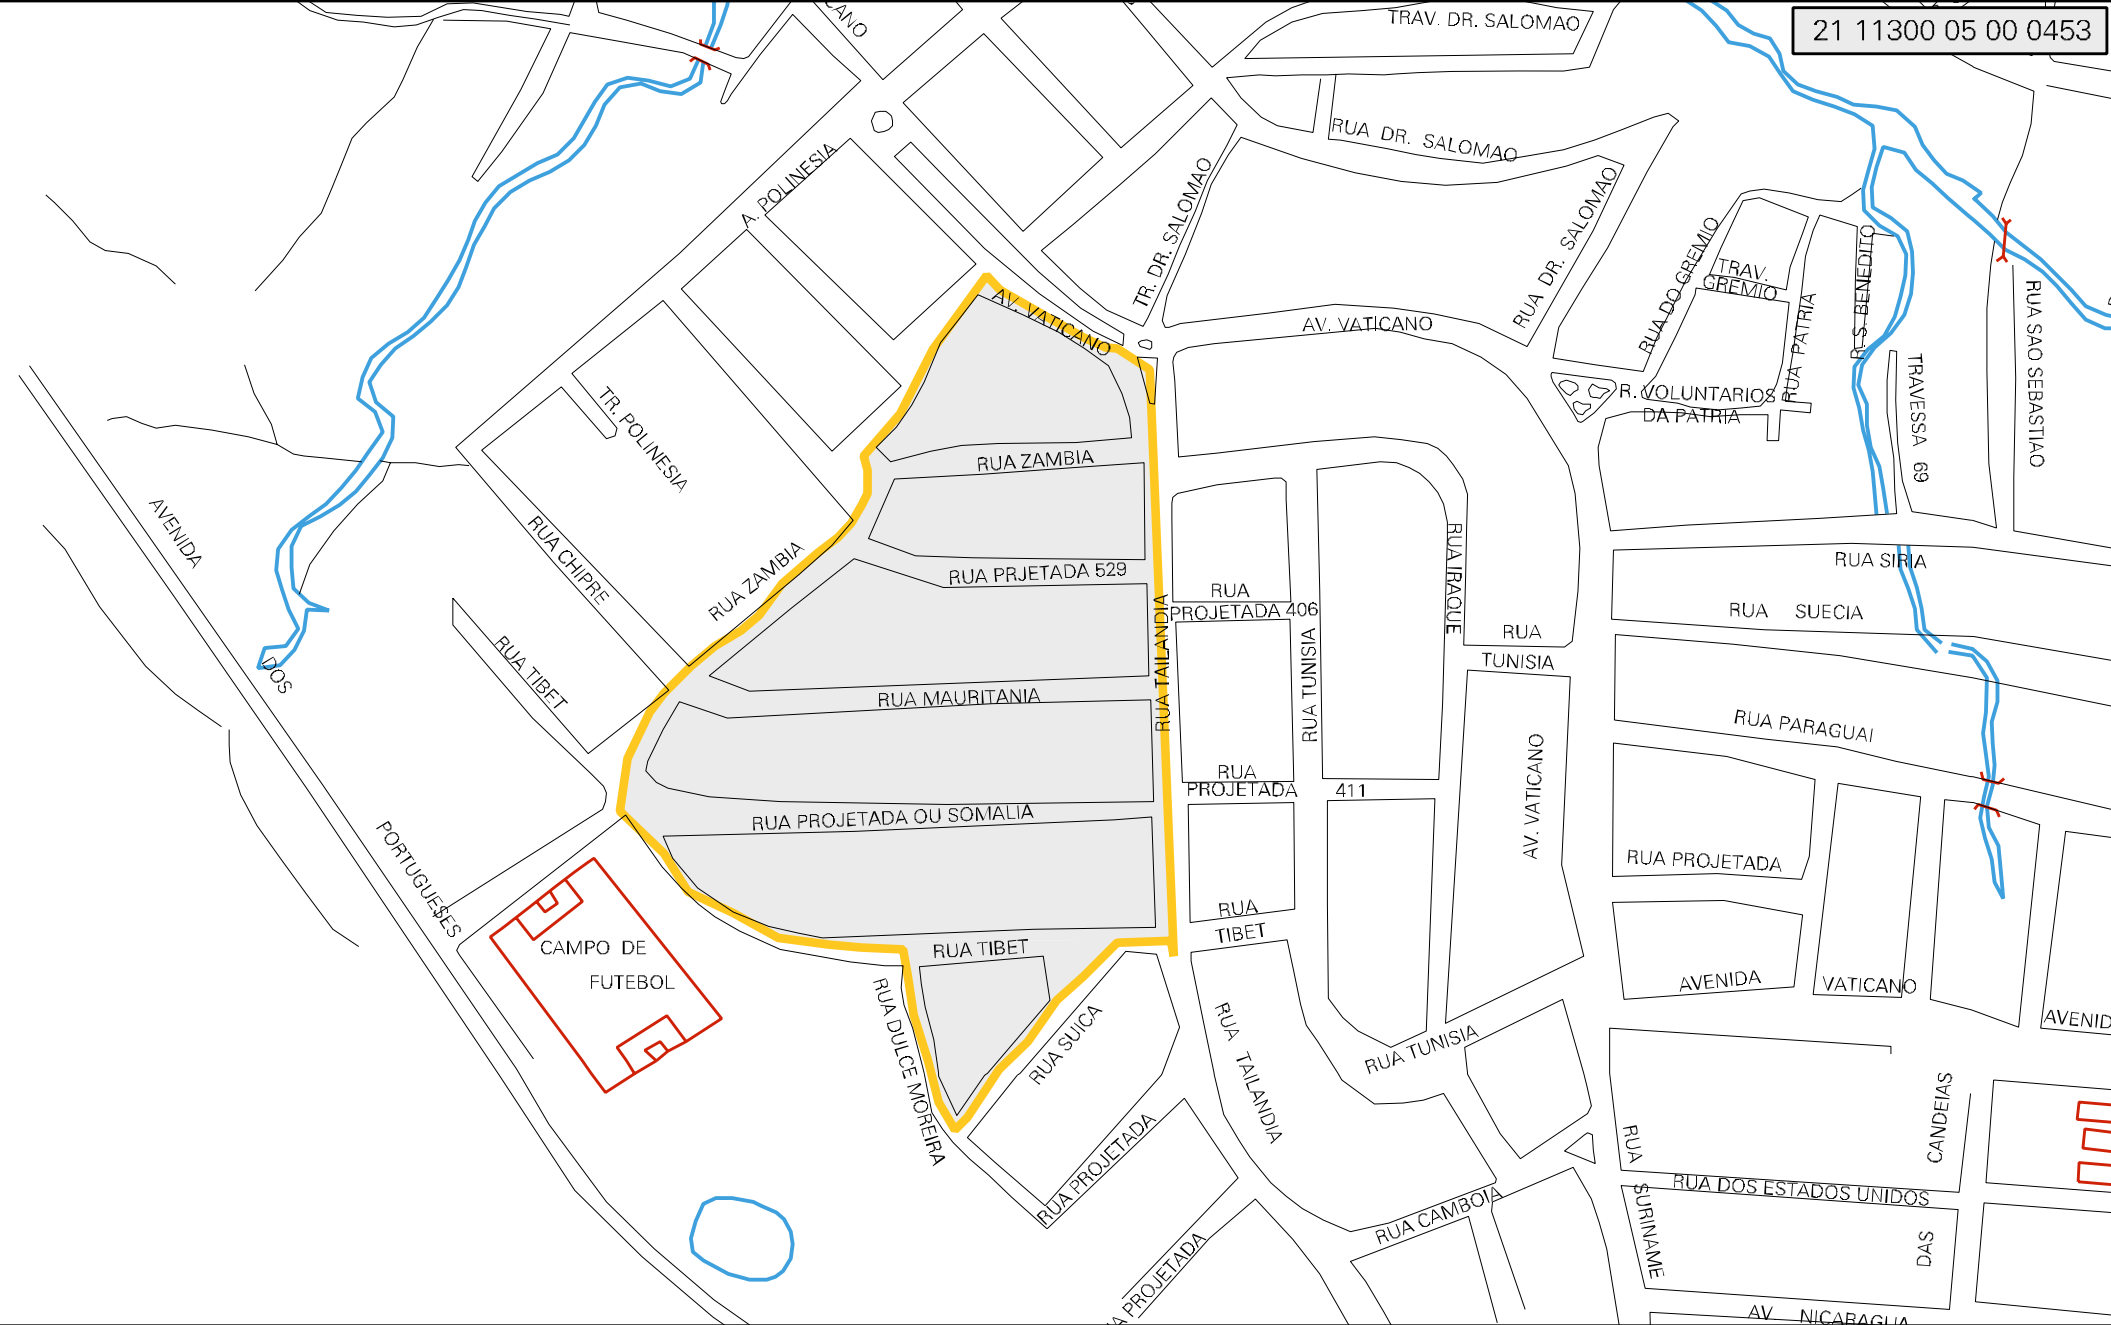 CANO
TRAV. DR. SALOMAO
21 11300 05 00 0453
RUA DR. SALOMAO
A. POLINESIA
TR. DR. SALOMAO
RUA DR. SALOMAO
RUA DO GREMIO
TRAV.
GREMIO
R. S. BENEDITO
RUA PATRIA
RUA SAO SEBASTIAO
AV. VATICANO
AV. VATICANO
TRAVESSA 69
R. VOLUNTARIOS
DA PATRIA
TR. POLINESIA
RUA ZAMBIA
AVENIDA
DOS
PORTUGUESES
RUA CHIPRE
RUA ZAMBIA
RUA PRJETADA 529
RUA IRAQUE
RUA SIRIA
RUA
PROJETADA 406
RUA SUECIA
RUA TAILANDIA
RUA TUNISIA
RUA
TUNISIA
RUA TIBET
RUA MAURITANIA
RUA PARAGUAI
RUA
PROJETADA 411
AV. VATICANO
RUA PROJETADA OU SOMALIA
RUA PROJETADA
CAMPO DE
FUTEBOL
RUA TIBET
RUA
TIBET
AVENIDA VATICANO
AVENID
RUA DULCE MOREIRA
RUA SUICA
RUA TAILANDIA
RUA TUNISIA
RUA PROJETADA
RUA SURINAME
CANDEIAS
DAS
RUA DOS ESTADOS UNIDOS
RUA CAMBOIA
A PROJETADA
AV. NICARAGUA